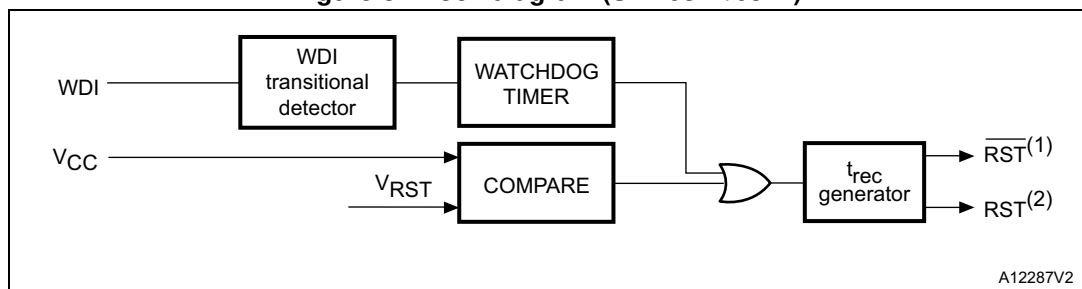 WDI
WDI
transitional
detector
WATCHDOG
TIMER
VCC
VRST
COMPARE
trec
generator
RST(1)
RST(2)
A12287V2